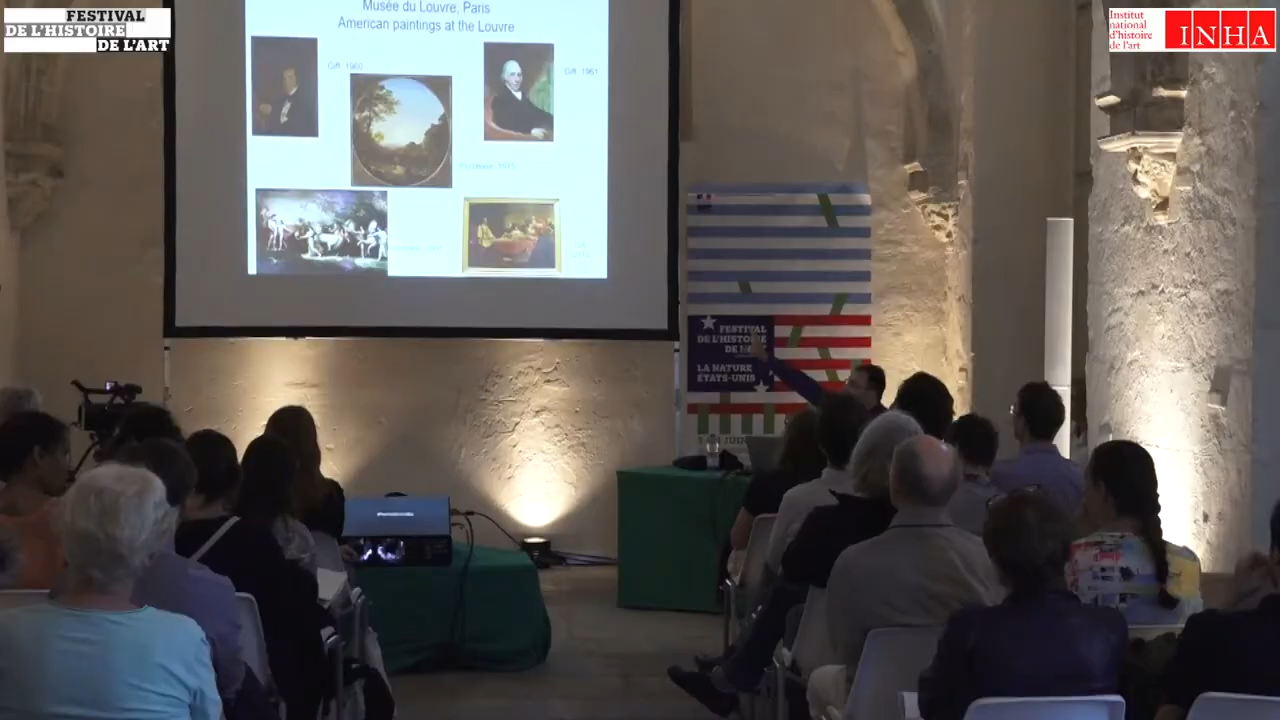 FESTIVAL
DE L'HISTOIRE
DE L'ART
Institut
national
d'histoire
de l'art
INHA
Musée du Louvre, Paris
American paintings at the Louvre
Gift, 1960
Gift, 1961
FESTIVAL
DE L'HISTOIRE
LA NATURE
ÉTATS-UNIS
JUIN